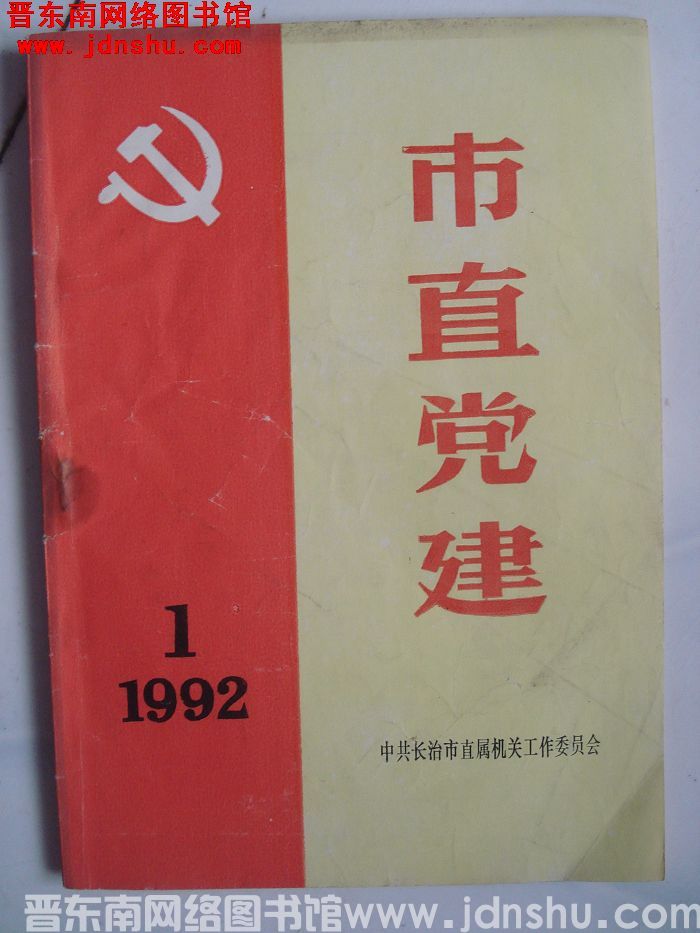 晋东南网络图书馆
www.jdnshu.com
市直党建
1
1992
中共长治市直属机关工作委员会
晋东南网络图书馆www.jdnshu.com